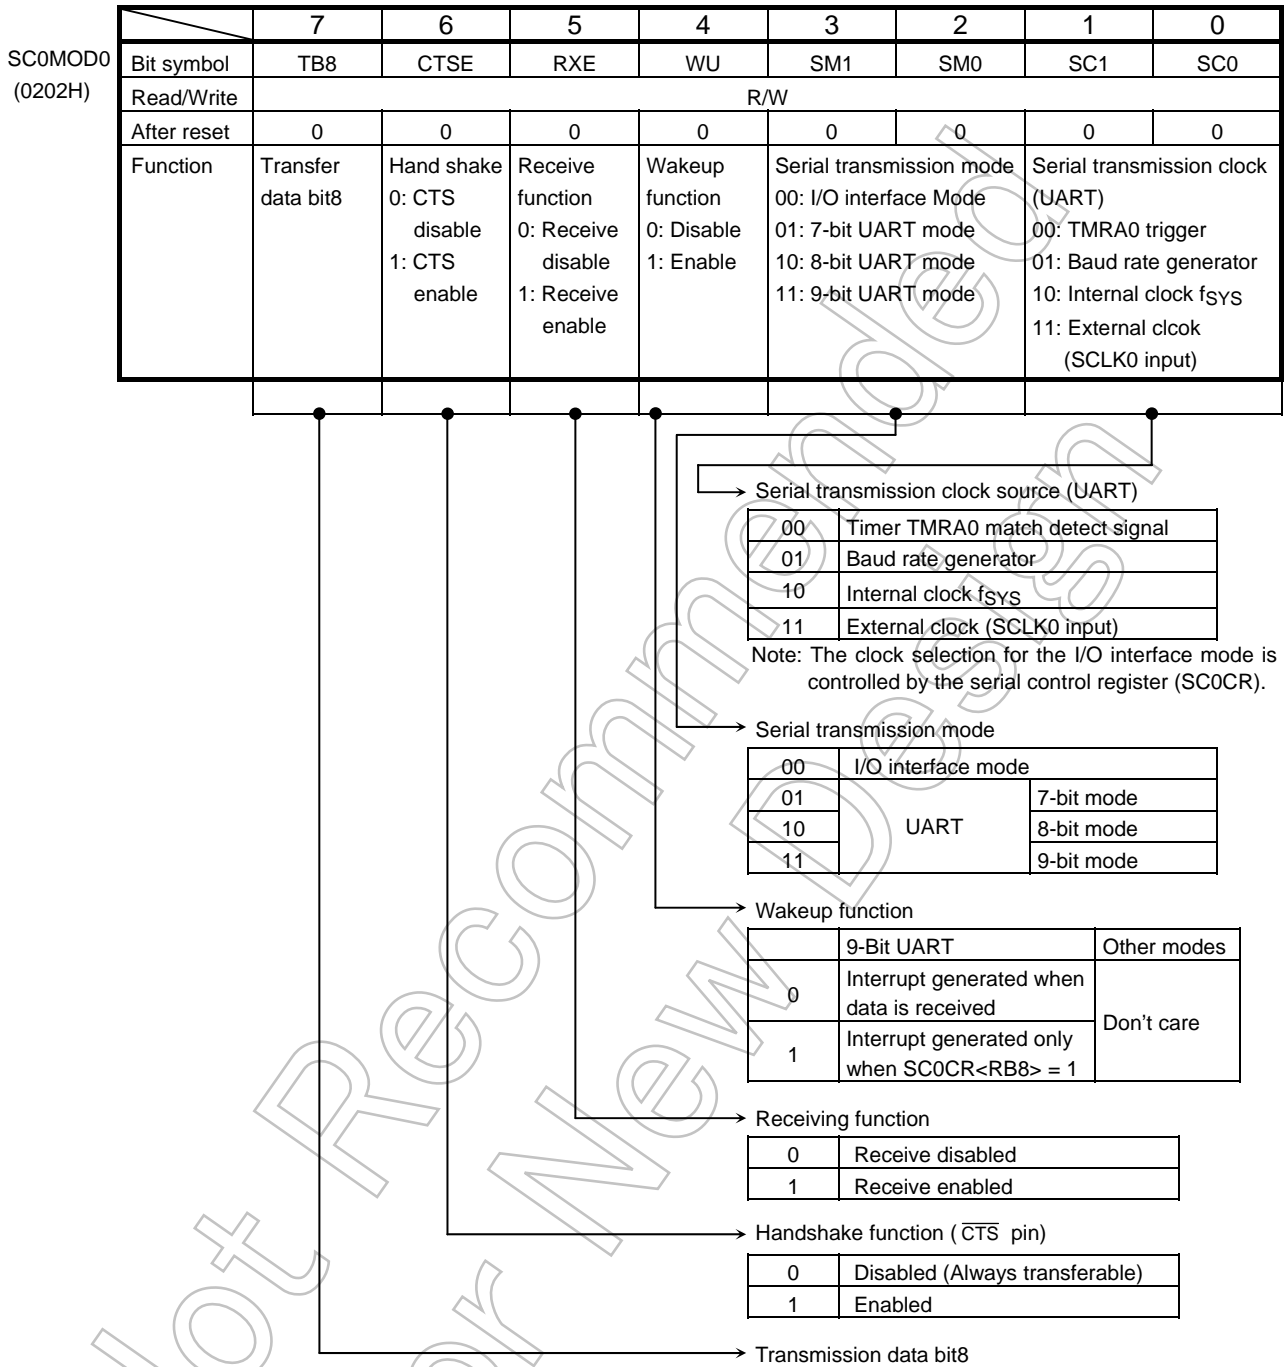 7 6 5 4 3 2 1 0
SC0MOD0 Bit symbol TB8 CTSE RXE WU SM1 SM0 SC1 SC0
(0202H) Read/Write R/W
After reset 0 0 0 0 0 0 0 0
Function Transfer Hand shake Receive Wakeup Serial transmission mode Serial transmission clock
data bit8 0: CTS function function 00: I/O interface Mode (UART)
disable 0: Receive 0: Disable 01: 7-bit UART mode 00: TMRA0 trigger
1: CTS disable 1: Enable 10: 8-bit UART mode 01: Baud rate generator
enable 1: Receive 11: 9-bit UART mode 10: Internal clock fSYS
enable 11: External clcok
(SCLK0 input)
Serial transmission clock source (UART)
00 Timer TMRA0 match detect signal
01 Baud rate generator
10 Internal clock fSYS
11 External clock (SCLK0 input)
Note: The clock selection for the I/O interface mode is
controlled by the serial control register (SC0CR).
Serial transmission mode
00 I/O interface mode
01 7-bit mode
10 UART 8-bit mode
11 9-bit mode
Wakeup function
9-Bit UART Other modes
0 Interrupt generated when
data is received
Don't care
1 Interrupt generated only
when SC0CR<RB8> = 1
Receiving function
0 Receive disabled
1 Receive enabled
Handshake function ( CTS pin)
0 Disabled (Always transferable)
1 Enabled
Transmission data bit8
Not Recommended
for New Design